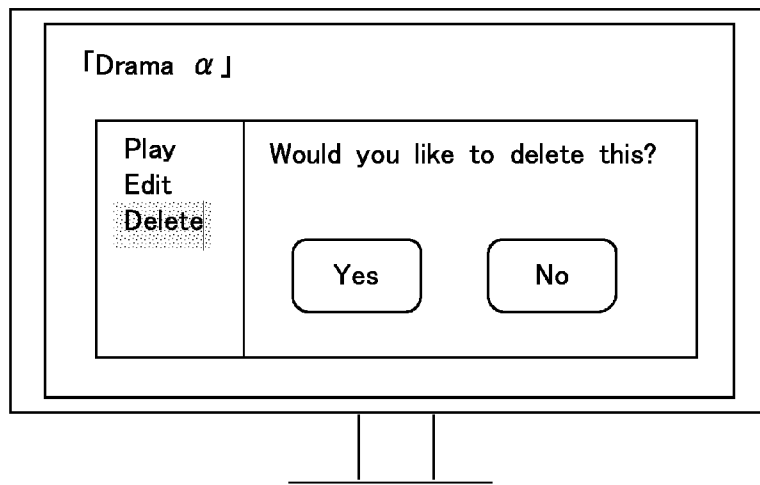 「Drama α」
Play
Edit
Delete
Would you like to delete this?
Yes
No